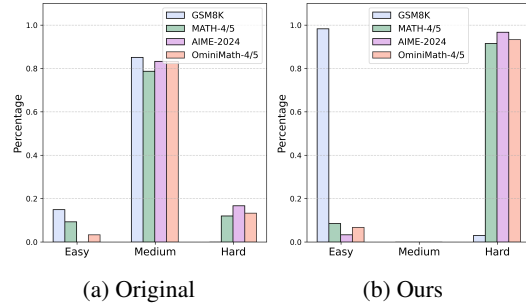 GSM8K
MATH-4/5
AIME-2024
OminiMath-4/5
1.0
0.8
0.6
0.4
0.2
0.0
Percentage
Easy
Medium
Hard
(a) Original
GSM8K
MATH-4/5
AIME-2024
OminiMath-4/5
1.0
0.8
0.6
0.4
0.2
0.0
Percentage
Easy
Medium
Hard
(b) Ours